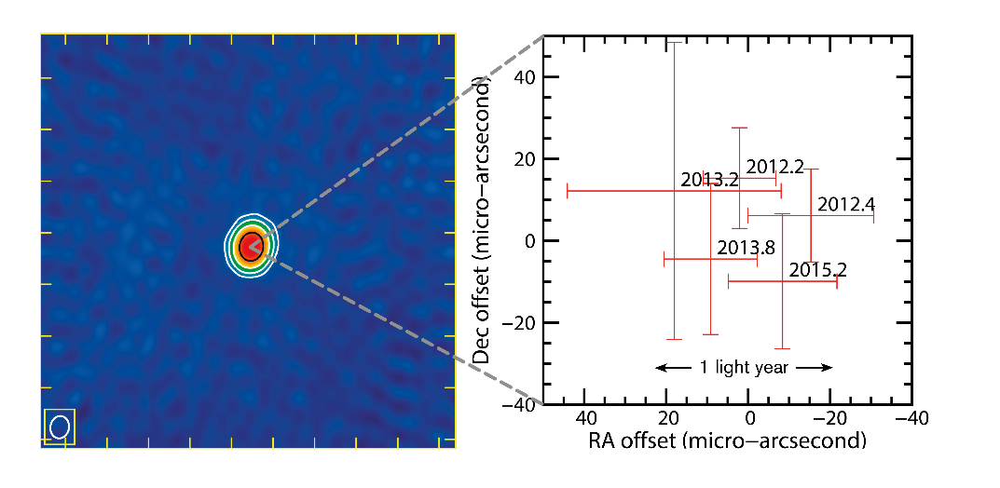 Dec offset (micro−arcsecond)
40
20
0
−20
−40
2012.2
2013.2
2012.4
2013.8
2015.2
1 light year
40 20 0 −20 −40
RA offset (micro−arcsecond)